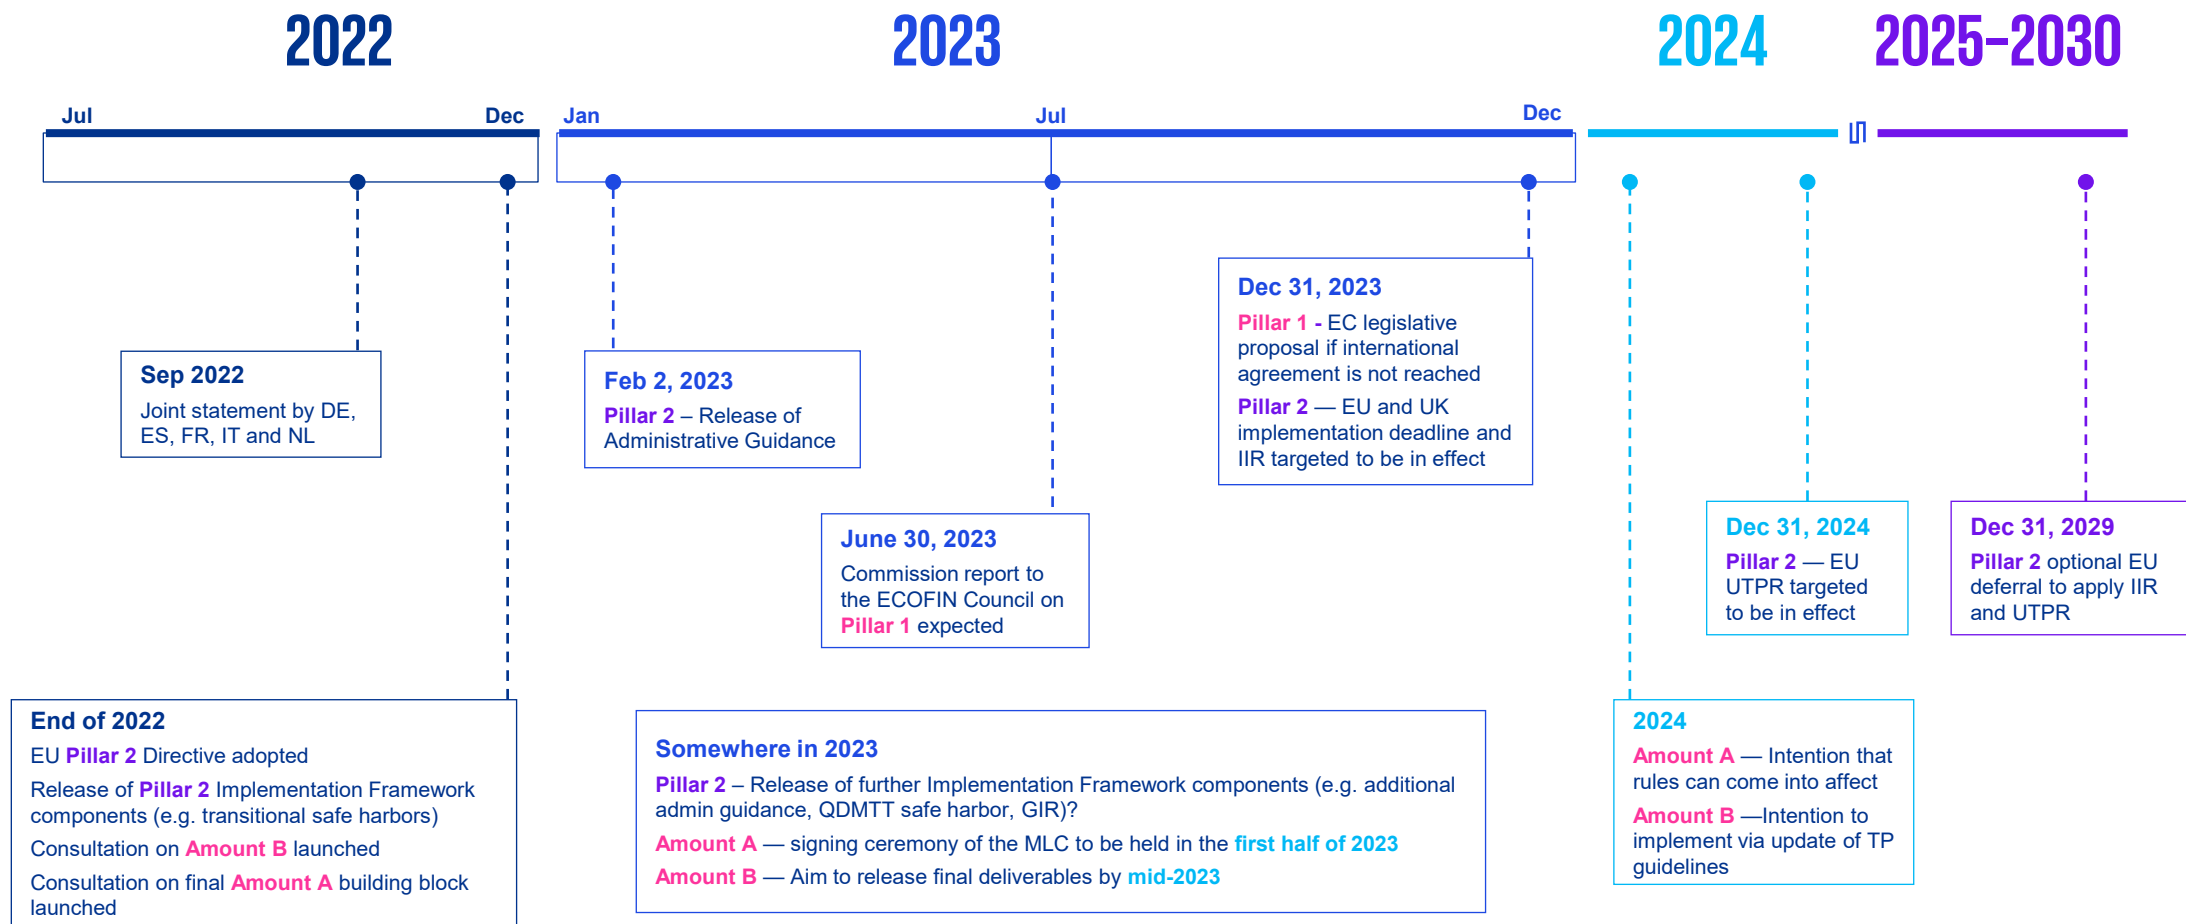 2022
2023
2024
2025–2030
Jul
Dec
Jan
Jul
Dec
Sep 2022
Joint statement by DE,
ES, FR, IT and NL
End of 2022
EU Pillar 2 Directive adopted
Release of Pillar 2 Implementation Framework
components (e.g. transitional safe harbors)
Consultation on Amount B launched
Consultation on final Amount A building block
launched
Feb 2, 2023
Pillar 2 – Release of
Administrative Guidance
June 30, 2023
Commission report to
the ECOFIN Council on
Pillar 1 expected
Dec 31, 2023
Pillar 1 - EC legislative
proposal if international
agreement is not reached
Pillar 2 — EU and UK
implementation deadline and
IIR targeted to be in effect
Somewhere in 2023
Pillar 2 – Release of further Implementation Framework components (e.g. additional
admin guidance, QDMTT safe harbor, GIR)?
Amount A — signing ceremony of the MLC to be held in the first half of 2023
Amount B — Aim to release final deliverables by mid-2023
2024
Amount A — Intention that
rules can come into affect
Amount B —Intention to
implement via update of TP
guidelines
Dec 31, 2024
Pillar 2 — EU
UTPR targeted
to be in effect
Dec 31, 2029
Pillar 2 optional EU
deferral to apply IIR
and UTPR